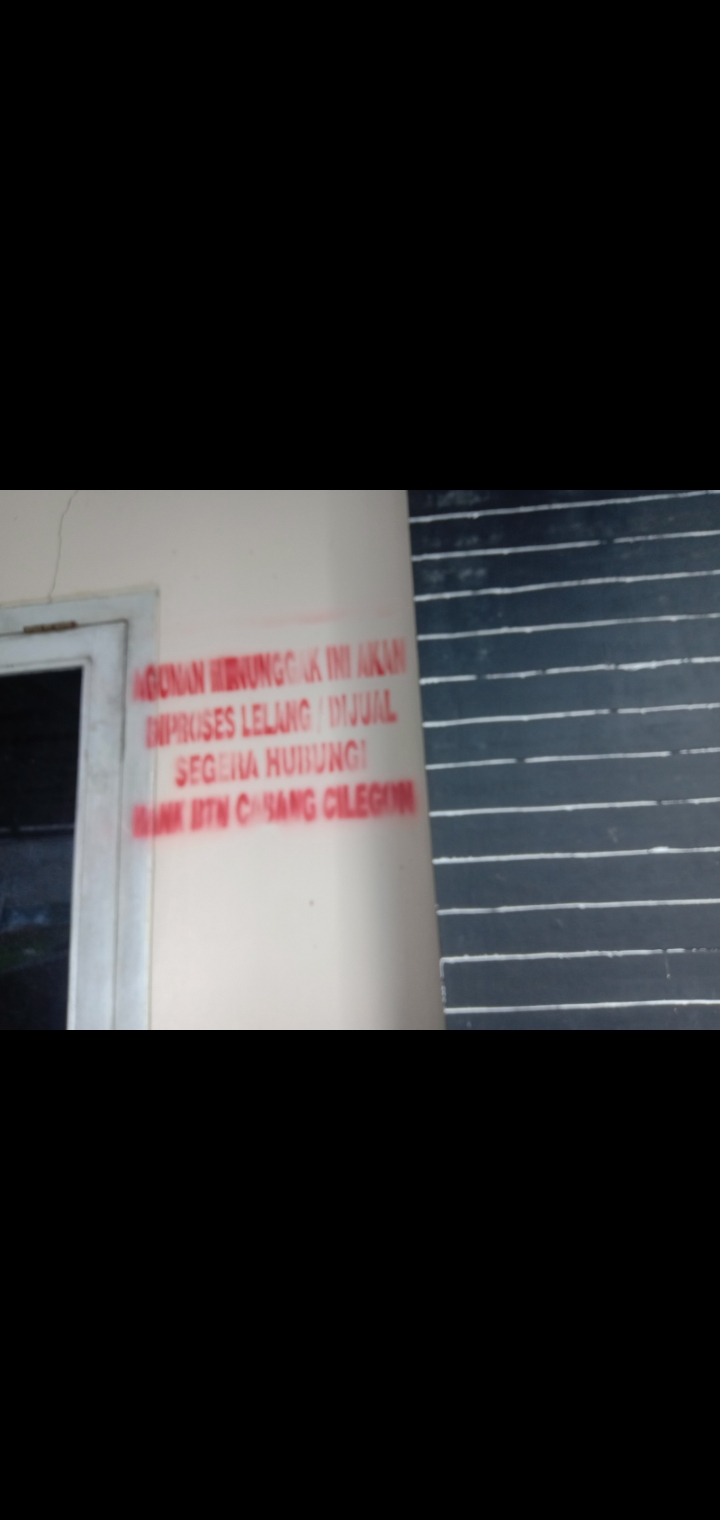 AGUNAN MENUNGGAK INI AKAN
DIPROSES LELANG / DIJUAL
SEGERA HUBUNGI
BANK BTN CABANG CILEGON